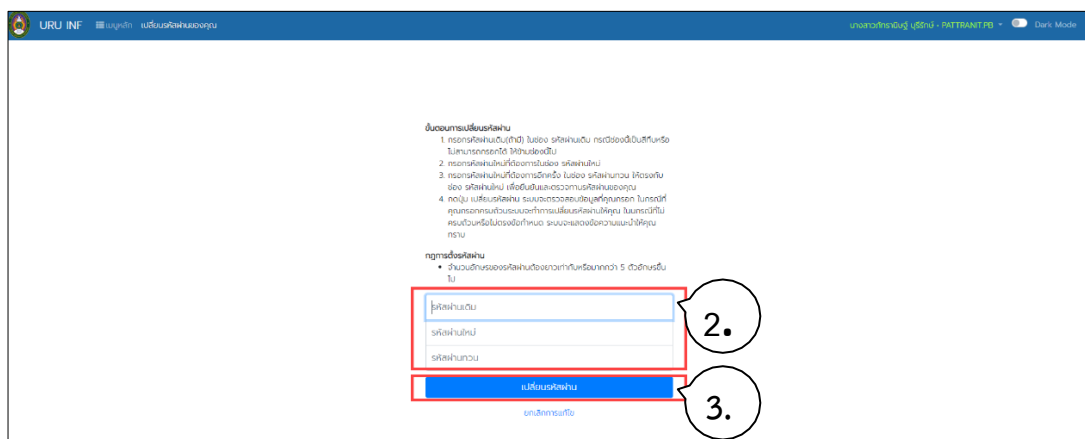 URU INF เมนูหลัก เปลี่ยนรหัสผ่านของคุณ นางสาวภัทรานิษฐ์ บุรีรักษ์ - PATTRANIT.PB Dark Mode
ขั้นตอนการเปลี่ยนรหัสผ่าน
1. กรอกรหัสผ่านเดิม(ถ้ามี) ในช่อง รหัสผ่านเดิม กรณีช่องนี้เป็นสีทึบหรือ
ไม่สามารถกรอกได้ ให้ข้ามช่องนี้ไป
2. กรอกรหัสผ่านใหม่ที่ต้องการในช่อง รหัสผ่านใหม่
3. กรอกรหัสผ่านใหม่ที่ต้องการอีกครั้ง ในช่อง รหัสผ่านทวน ให้ตรงกับ
ช่อง รหัสผ่านใหม่ เพื่อยืนยันและตรวจทานรหัสผ่านของคุณ
4. กดปุ่ม เปลี่ยนรหัสผ่าน ระบบจะตรวจสอบข้อมูลที่คุณกรอก ในกรณีที่
คุณกรอกครบถ้วนระบบจะทำการเปลี่ยนรหัสผ่านให้คุณ ในนกรณีที่ไม่
ครบถ้วนหรือไม่ตรงข้อกำหนด ระบบจะแสดงข้อความแนะนำให้คุณ
ทราบ
กฎการตั้งรหัสผ่าน
• จำนวนอักษรของรหัสผ่านต้องยาวเท่ากับหรือมากกว่า 5 ตัวอักษรขึ้น
ไป
รหัสผ่านเดิม
2.
รหัสผ่านใหม่
รหัสผ่านทวน
เปลี่ยนรหัสผ่าน
3.
ยกเลิกการแก้ไข